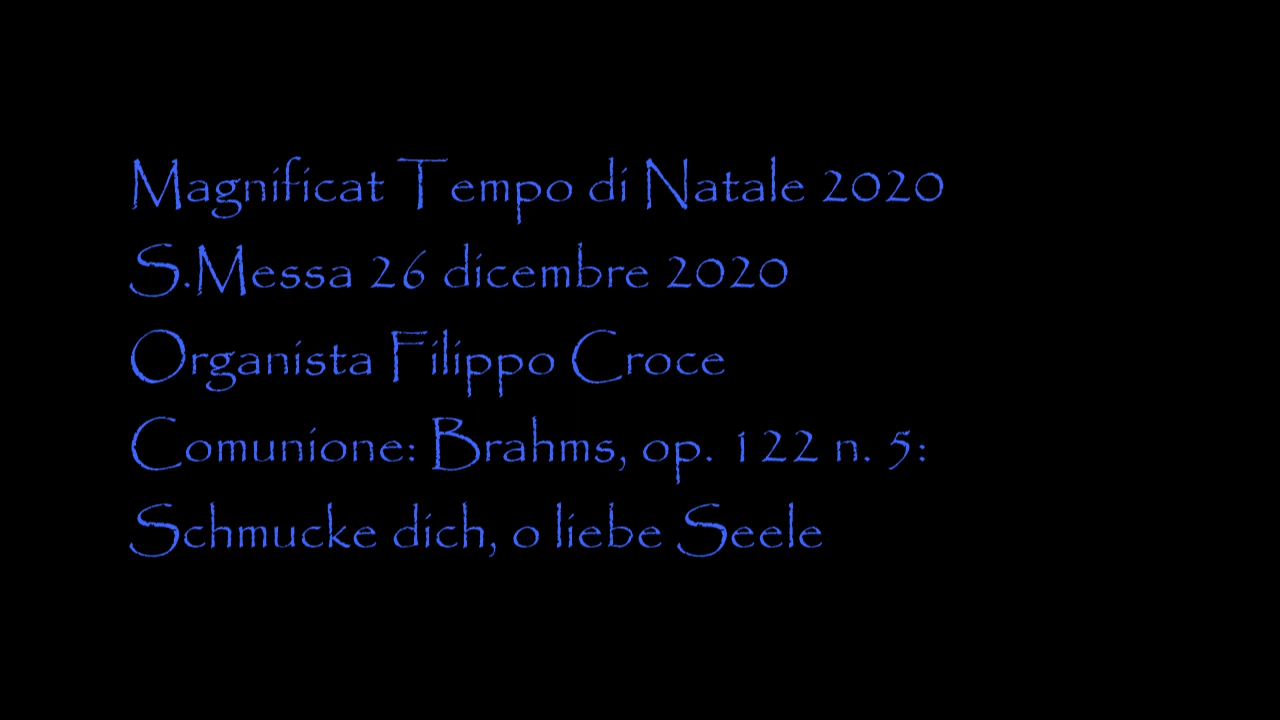 Magnificat Tempo di Natale 2020
S.Messa 26 dicembre 2020
Organista Filippo Croce
Comunione: Brahms, op. 122 n. 5:
Schmucke dich, o liebe Seele